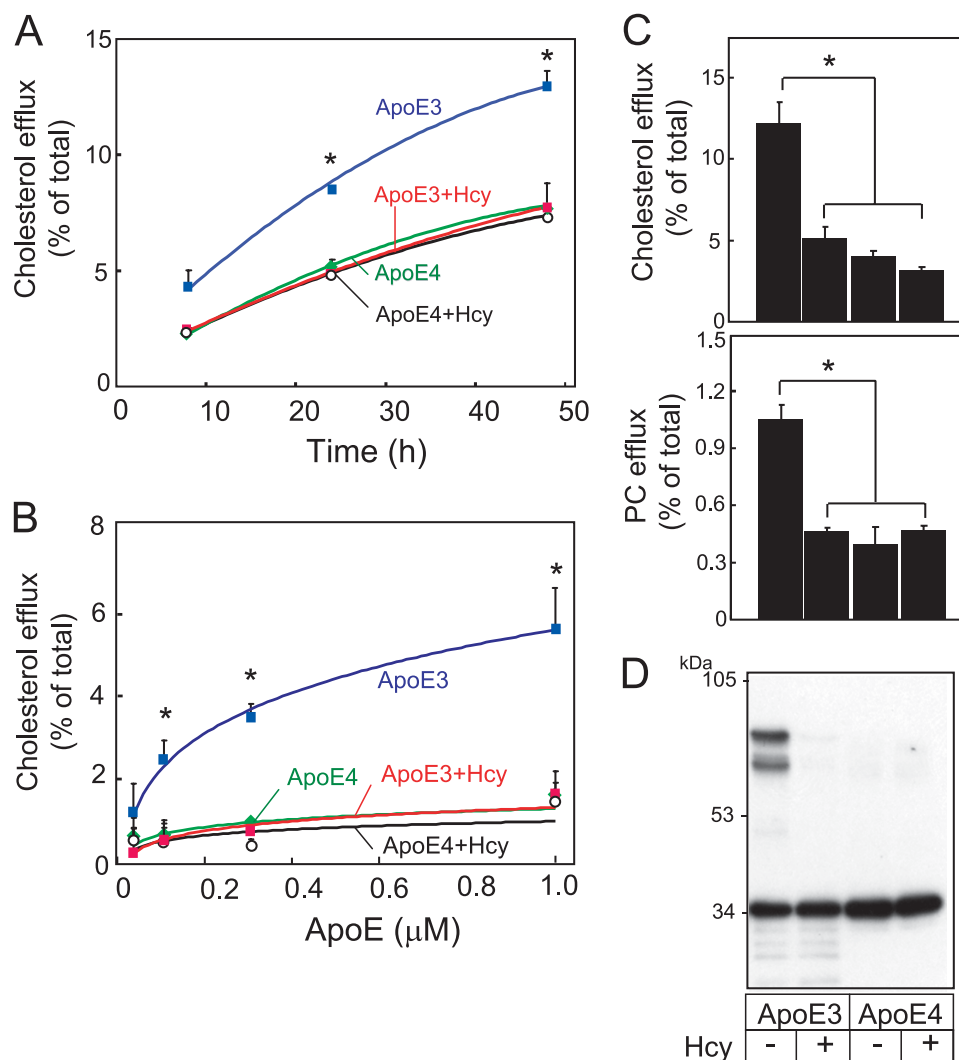 A
Cholesterol efflux
(% of total)
15
10
5
0
0
10
20
30
40
50
Time (h)
*
*
ApoE3
ApoE3+Hcy
ApoE4
ApoE4+Hcy
B
Cholesterol efflux
(% of total)
8
6
4
2
0
0
0.2
0.4
0.6
0.8
1.0
ApoE (μM)
*
*
*
ApoE3
ApoE4
ApoE3+Hcy
ApoE4+Hcy
C
Cholesterol efflux
(% of total)
15
10
5
0
*
PC efflux
(% of total)
1.5
1.2
0.9
0.6
0.3
0
*
D
kDa
105
53
34
ApoE3 ApoE4
Hcy - + - +